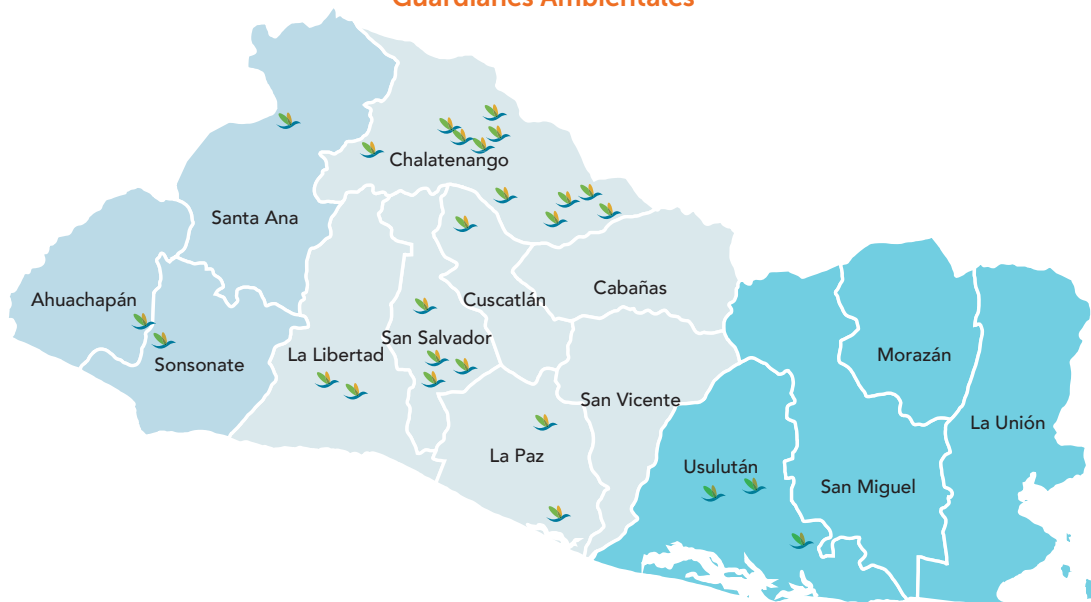 Guardianes Ambientales
Chalatenango
Santa Ana
Ahuachapán
Sonsonate
La Libertad
San Salvador
Cuscatlán
Cabañas
San Vicente
La Paz
Usulután
San Miguel
Morazán
La Unión